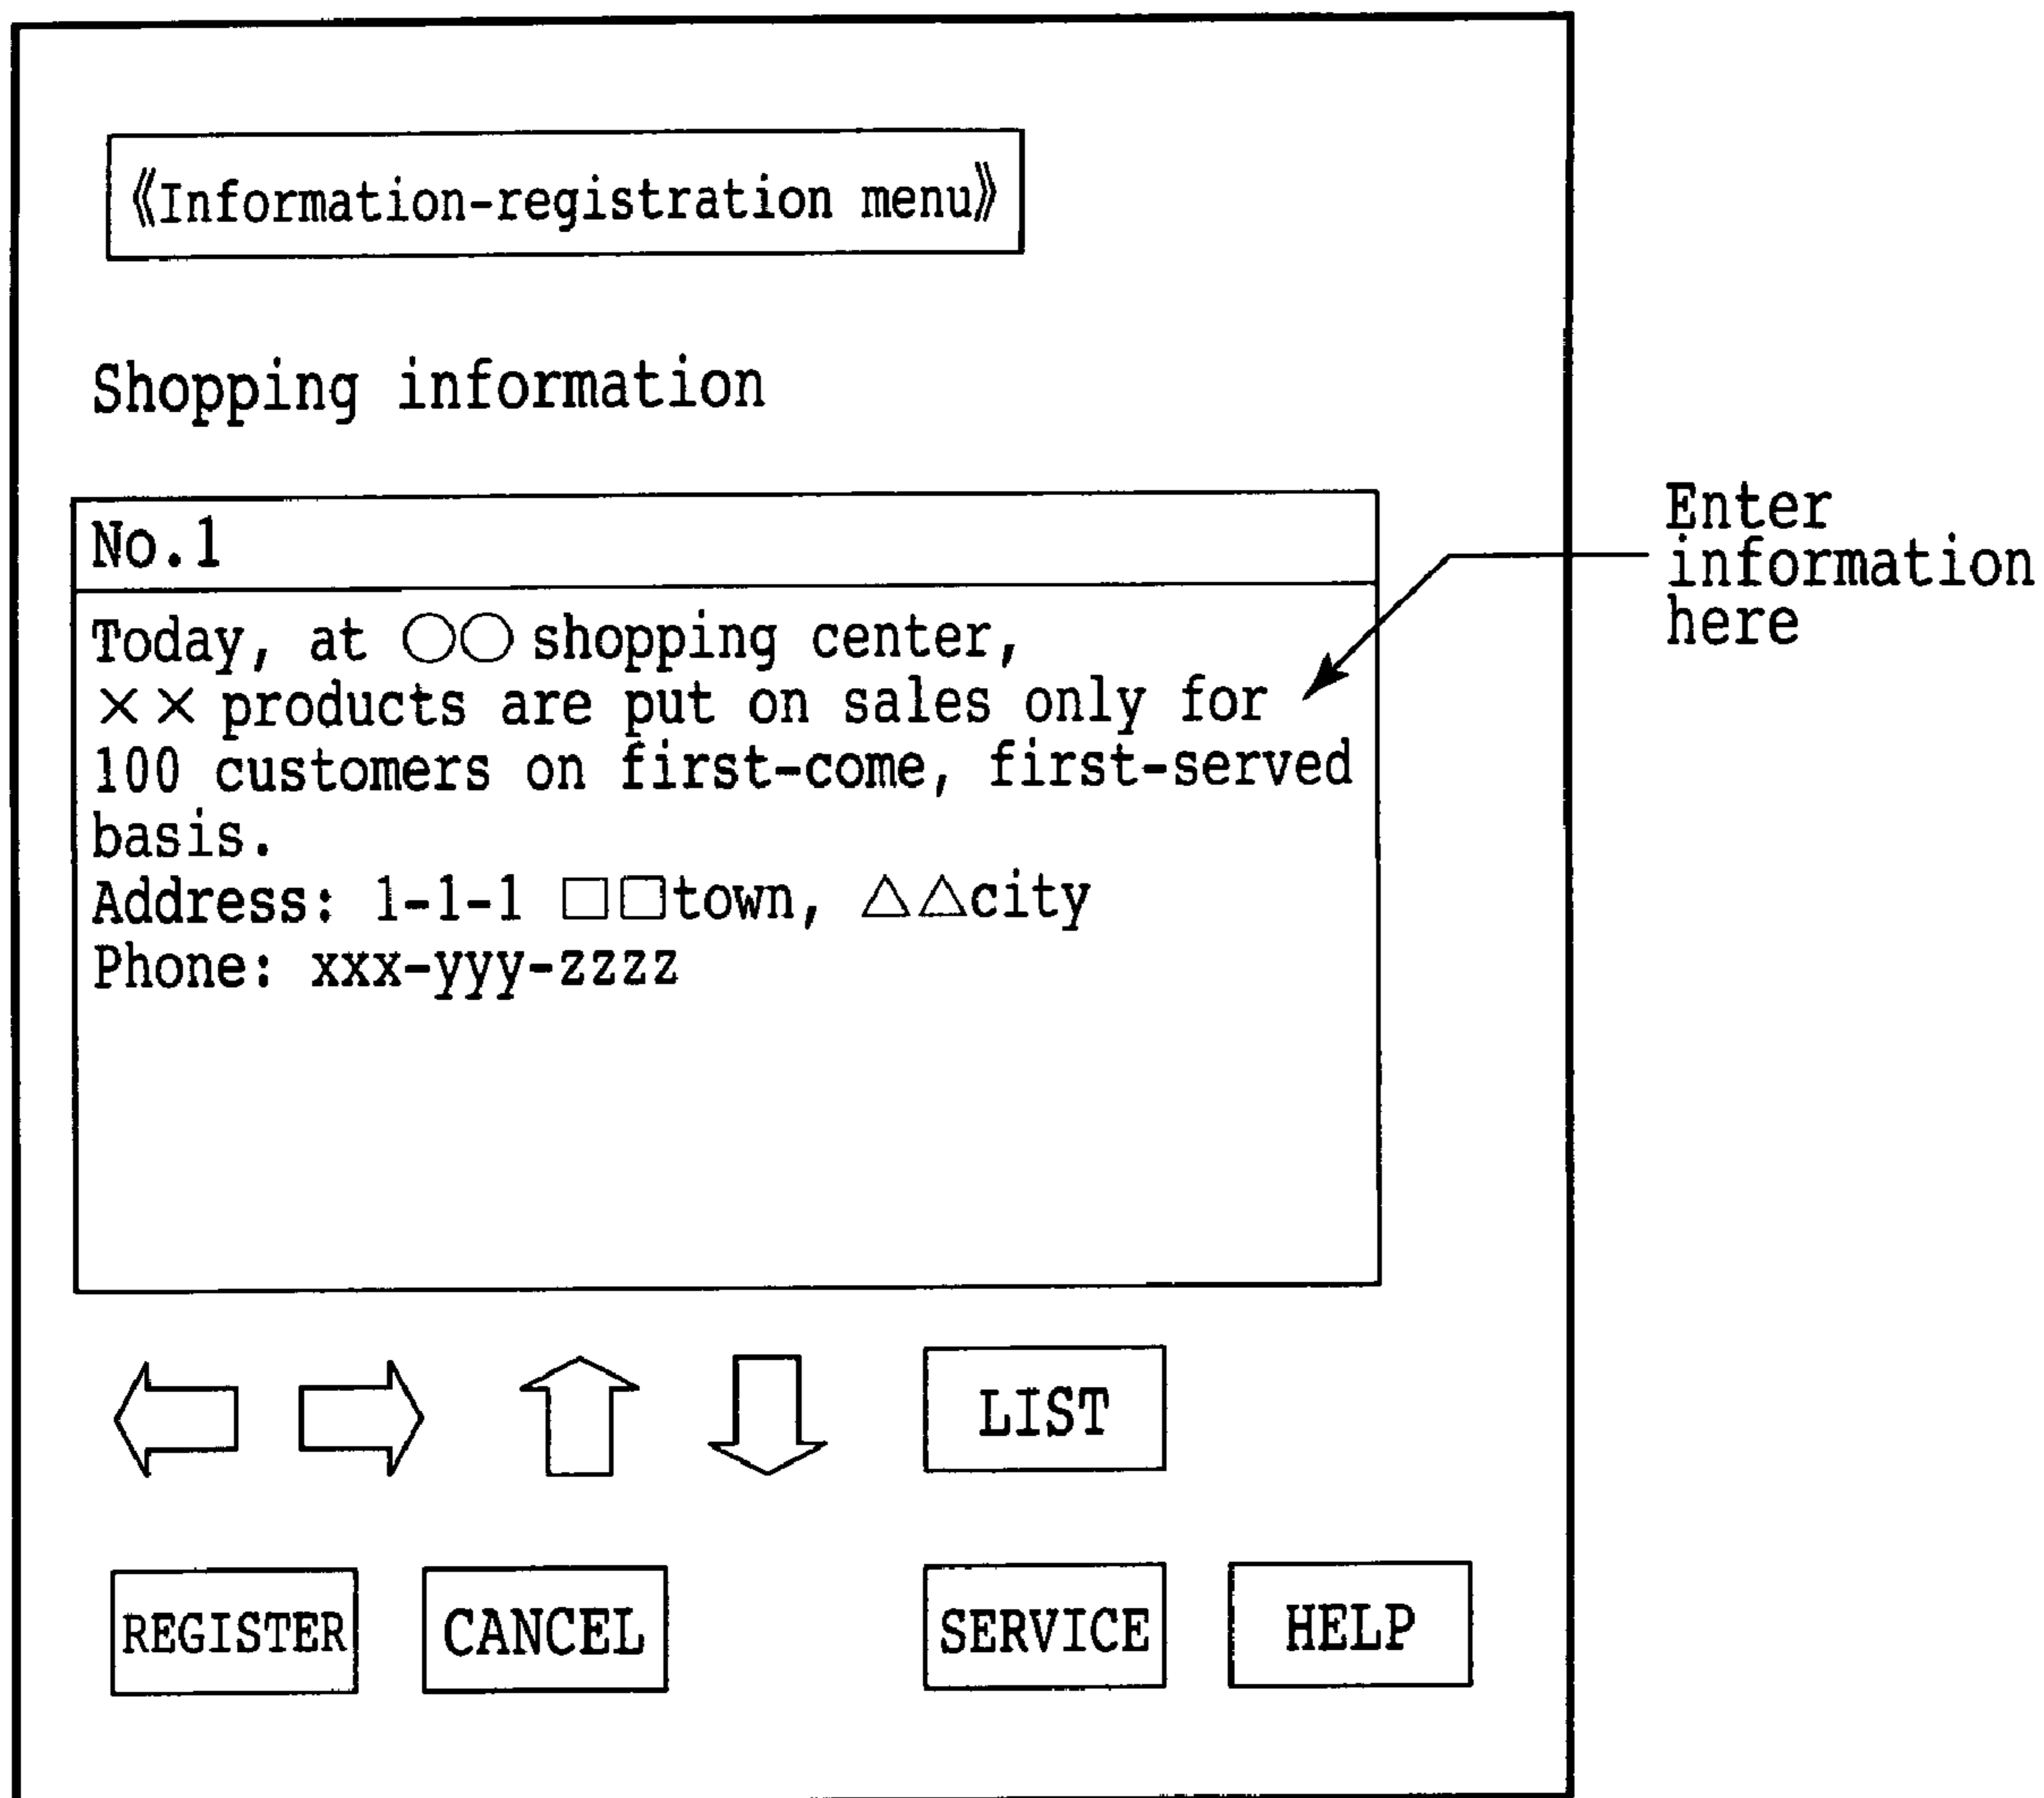 《Information-registration menu》
Shopping information
No.1
Today, at ○○ shopping center,
×× products are put on sales only for
100 customers on first-come, first-served
basis.
Address: 1-1-1 □□town, △△city
Phone: xxx-yyy-zzzz
Enter
information
here
LIST
REGISTER CANCEL SERVICE HELP